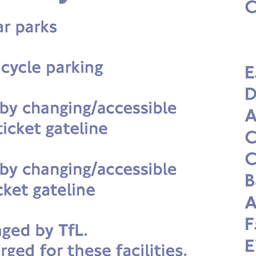 ar parks
cycle parking
by changing/accessible
ticket gateline
by changing/accessible
cket gateline
ged by TfL.
rged for these facilities.
E
D
A
C
C
B
A
F
E